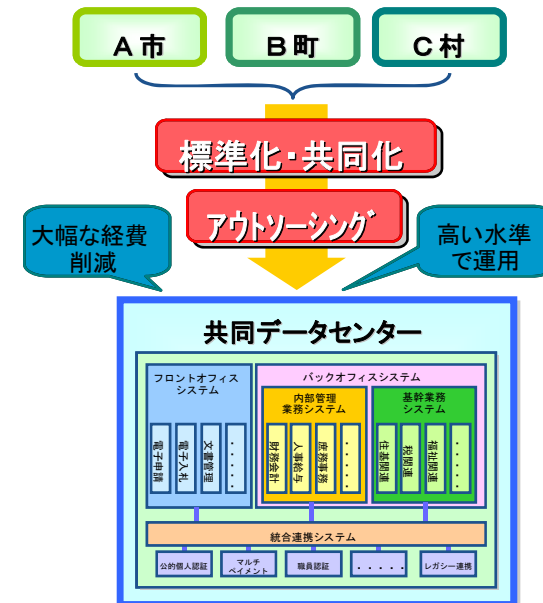 A市
B町
C村
標準化・共同化
アウトソーシング
大幅な経費
削減
高い水準
で運用
共同データセンター
フロントオフィス
システム
バックオフィスシステム
内部管理
業務システム
基幹業務
システム
電子申請
電子入札
文書管理
・・・・・
財務会計
人事給与
庶務事務
・・・・・
住基関連
税関連
福祉関連
・・・・・
統合連携システム
公的個人認証
マルチ
ペイメント
職員認証
・・・・・
レガシー連携